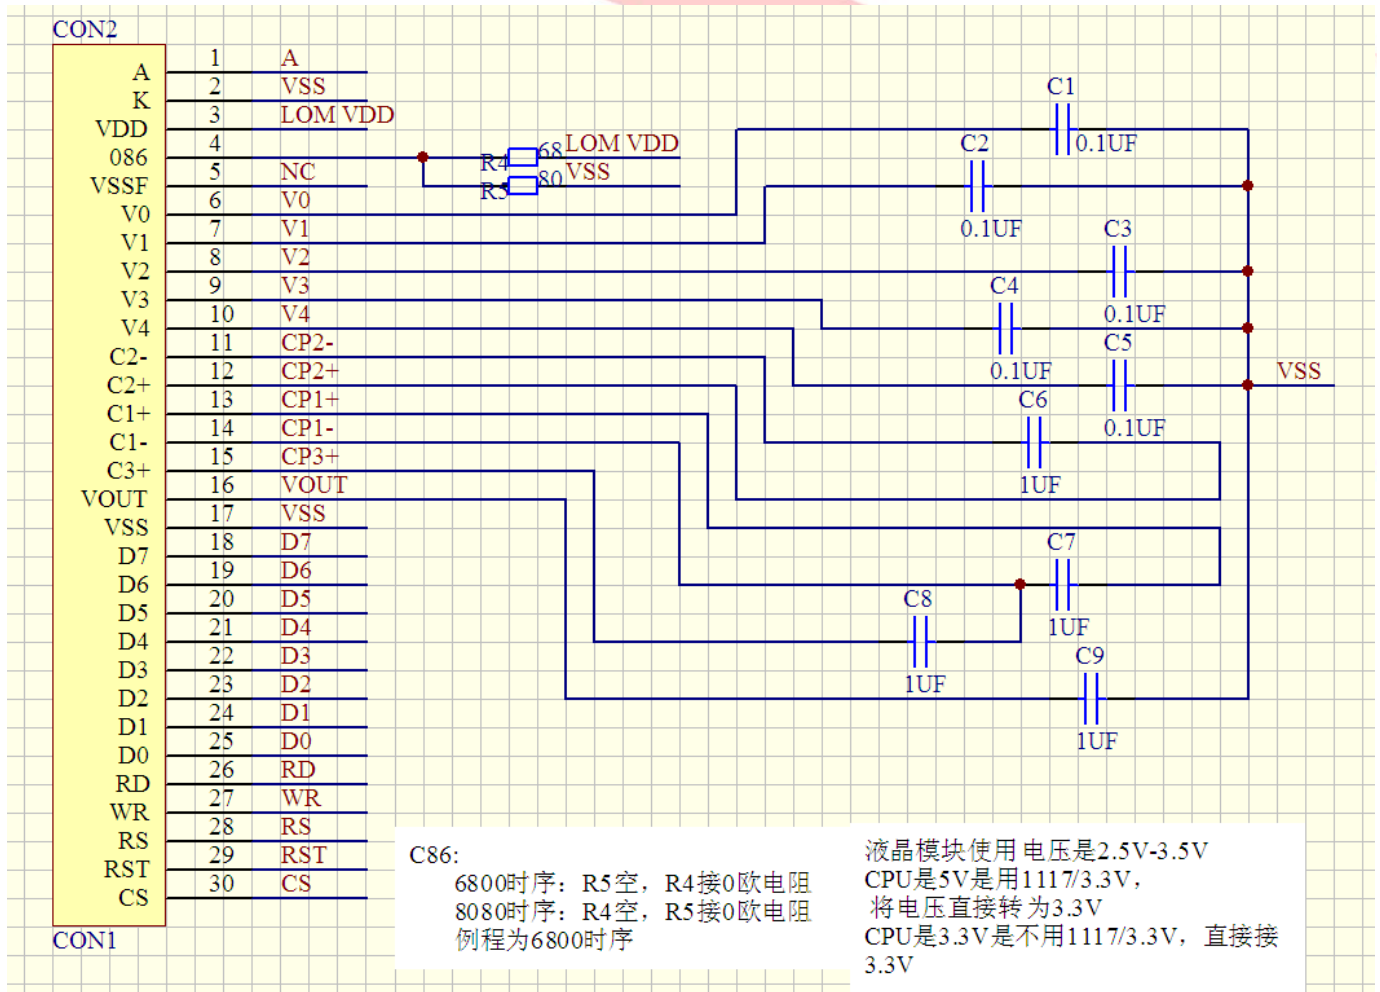 CON2
A 1 A
K 2 VSS
VDD 3 LOM VDD
086 4
VSSF 5 NC
V0 6 V0
V1 7 V1
V2 8 V2
V3 9 V3
V4 10 V4
C2- 11 CP2-
C2+ 12 CP2+
C1+ 13 CP1+
C1- 14 CP1-
C3+ 15 CP3+
VOUT 16 VOUT
VSS 17 VSS
D7 18 D7
D6 19 D6
D5 20 D5
D4 21 D4
D3 22 D3
D2 23 D2
D1 24 D1
D0 25 D0
RD 26 RD
WR 27 WR
RS 28 RS
RST 29 RST
CS 30 CS
CON1
R4 68 LOM VDD
R5 80 VSS
C1
0.1UF
C2
0.1UF
C3
0.1UF
C4
0.1UF
C5
0.1UF
VSS
C6
1UF
C7
1UF
C8
1UF
C9
1UF
C86:
6800时序：R5空，R4接0欧电阻
8080时序：R4空，R5接0欧电阻
例程为6800时序
液晶模块使用电压是2.5V-3.5V
CPU是5V是用1117/3.3V，
将电压直接转为3.3V
CPU是3.3V是不用1117/3.3V，直接接
3.3V